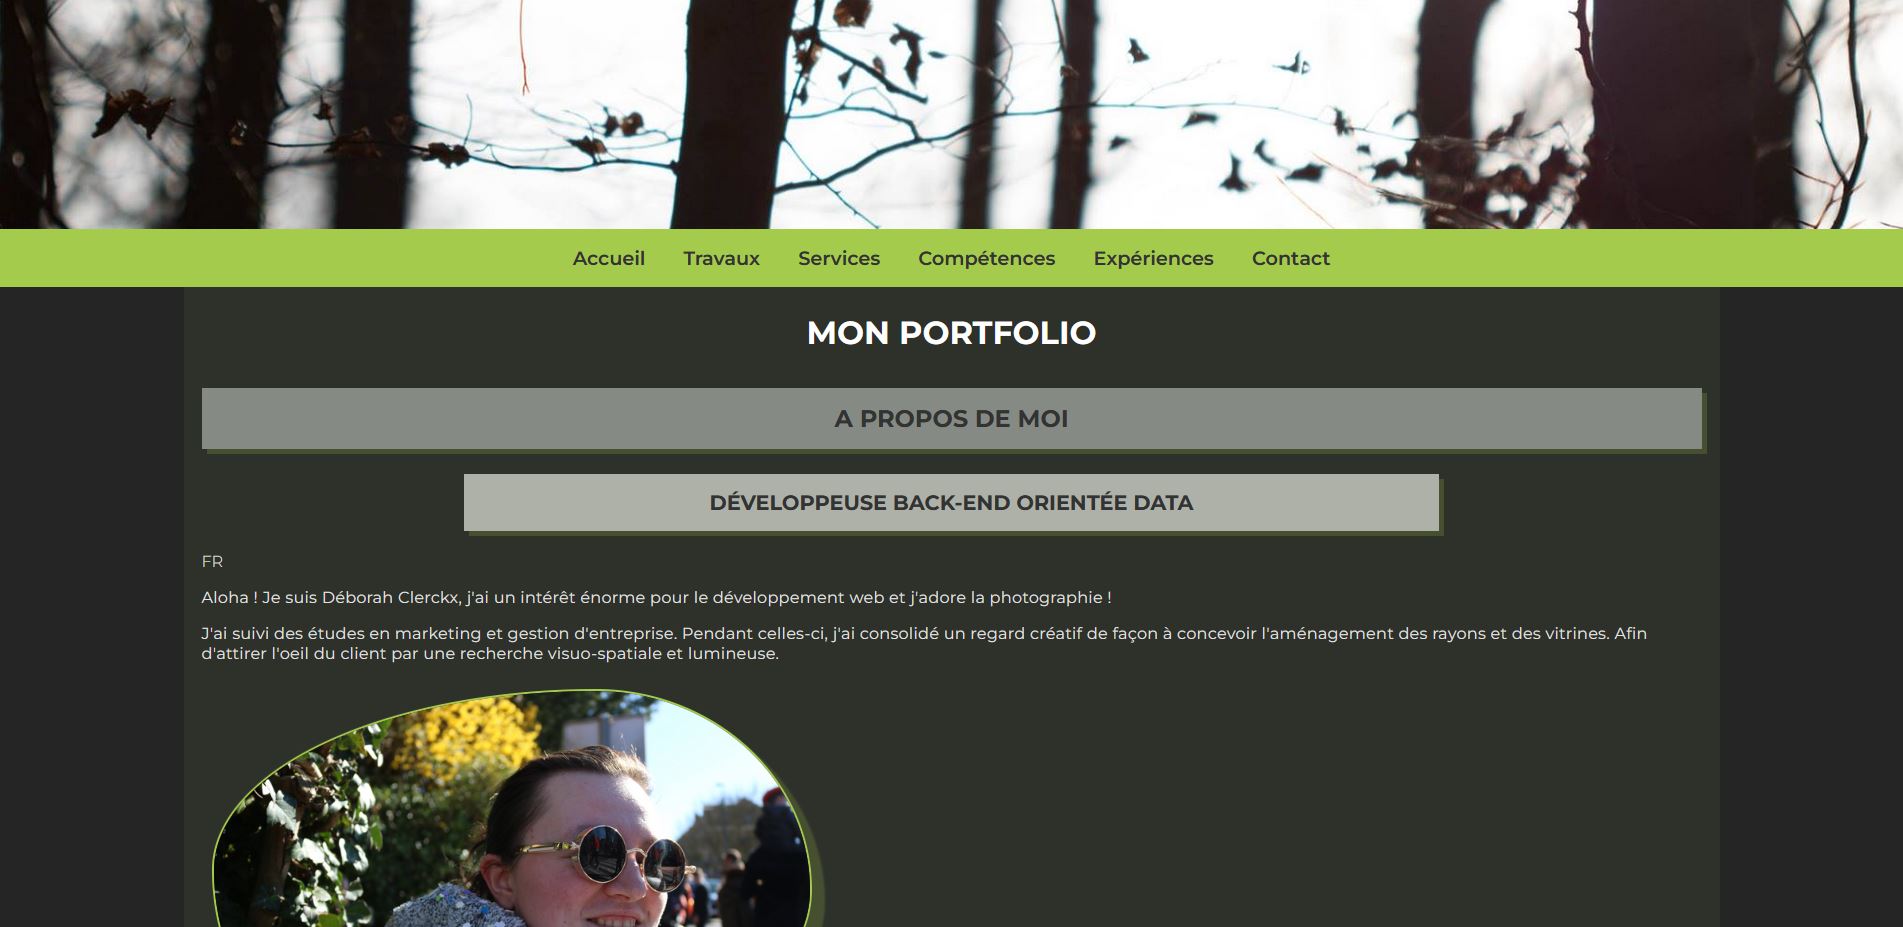 Accueil Travaux Services Compétences Expériences Contact
MON PORTFOLIO
A PROPOS DE MOI
DÉVELOPPEUSE BACK-END ORIENTÉE DATA
FR
Aloha ! Je suis Déborah Clerckx, j'ai un intérêt énorme pour le développement web et j'adore la photographie !
J'ai suivi des études en marketing et gestion d'entreprise. Pendant celles-ci, j'ai consolidé un regard créatif de façon à concevoir l'aménagement des rayons et des vitrines. Afin
d'attirer l'oeil du client par une recherche visuo-spatiale et lumineuse.